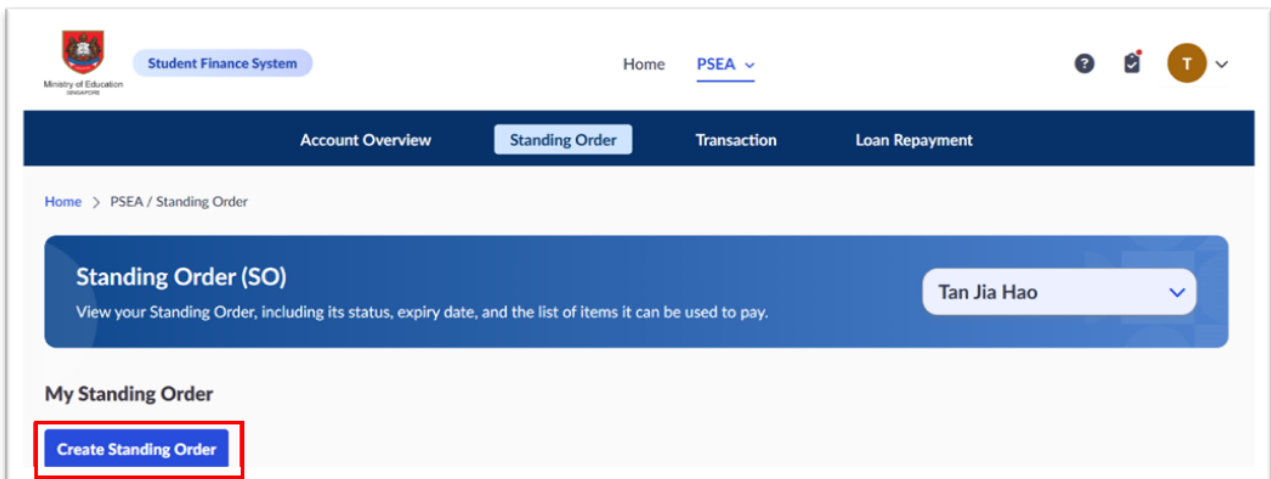 Ministry of Education
SINGAPORE
Student Finance System
Home
PSEA
T
Account Overview
Standing Order
Transaction
Loan Repayment
Home > PSEA / Standing Order
Standing Order (SO)
View your Standing Order, including its status, expiry date, and the list of items it can be used to pay.
Tan Jia Hao
My Standing Order
Create Standing Order